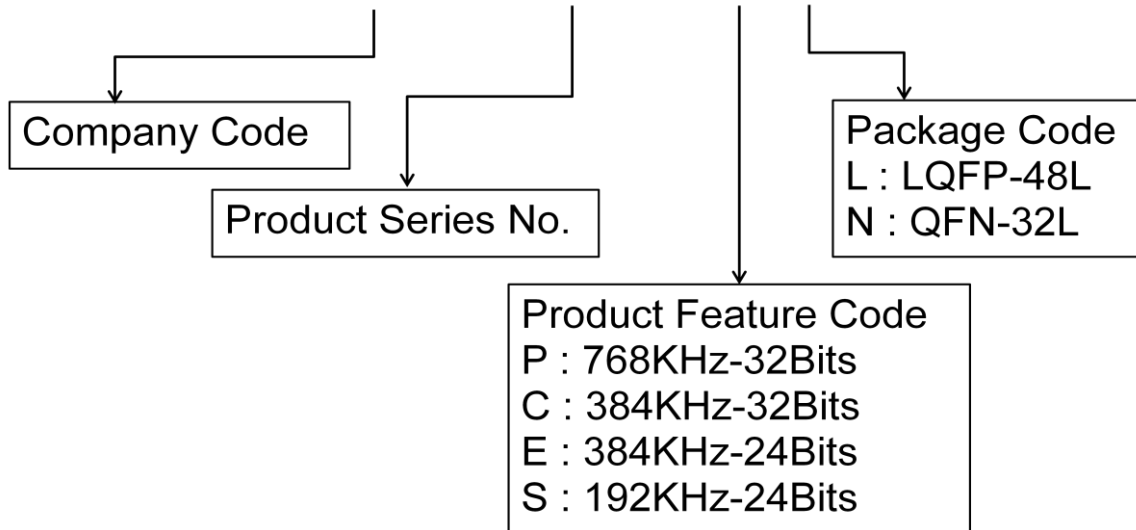 Company Code
Product Series No.
Package Code
L : LQFP-48L
N : QFN-32L
Product Feature Code
P : 768KHz-32Bits
C : 384KHz-32Bits
E : 384KHz-24Bits
S : 192KHz-24Bits